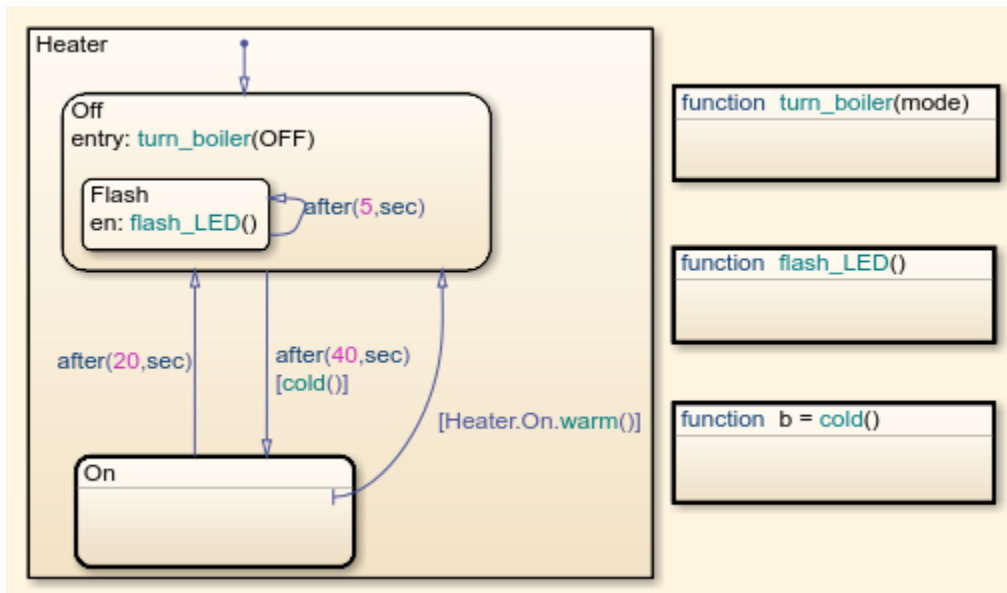 Heater
Off
entry: turn_boiler(OFF)
Flash
en: flash_LED()
after(5,sec)
after(20,sec)
after(40,sec)
[cold()]
[Heater.On.warm()]
On
function turn_boiler(mode)
function flash_LED()
function b = cold()